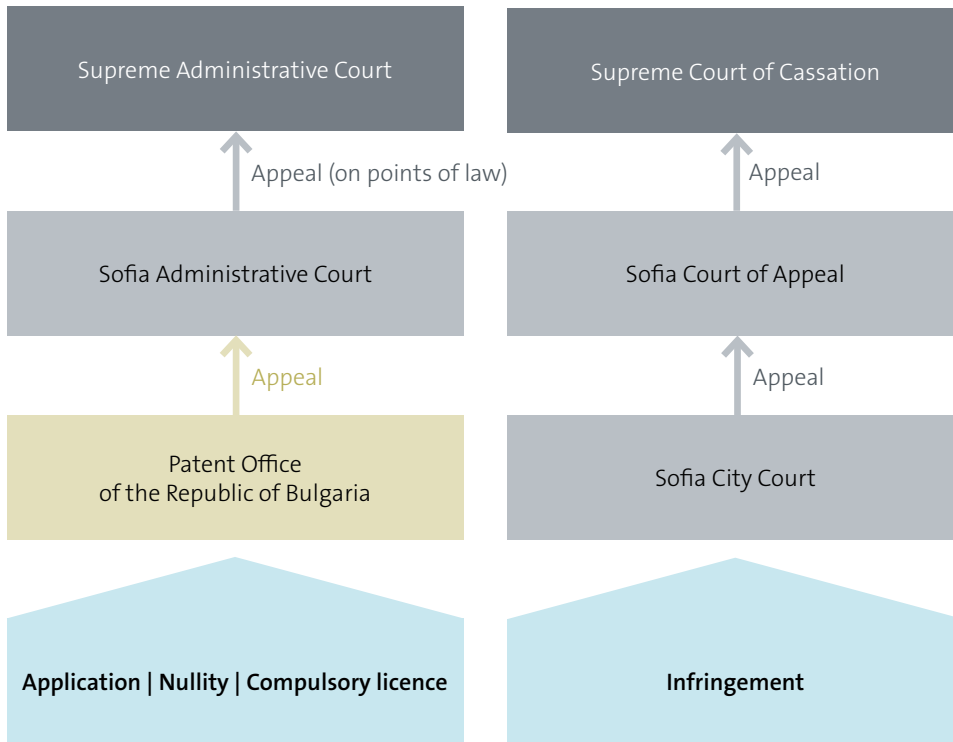 Supreme Administrative Court
Supreme Court of Cassation
Appeal (on points of law)
Appeal
Sofia Administrative Court
Sofia Court of Appeal
Appeal
Appeal
Patent Office
of the Republic of Bulgaria
Sofia City Court
Application | Nullity | Compulsory licence
Infringement